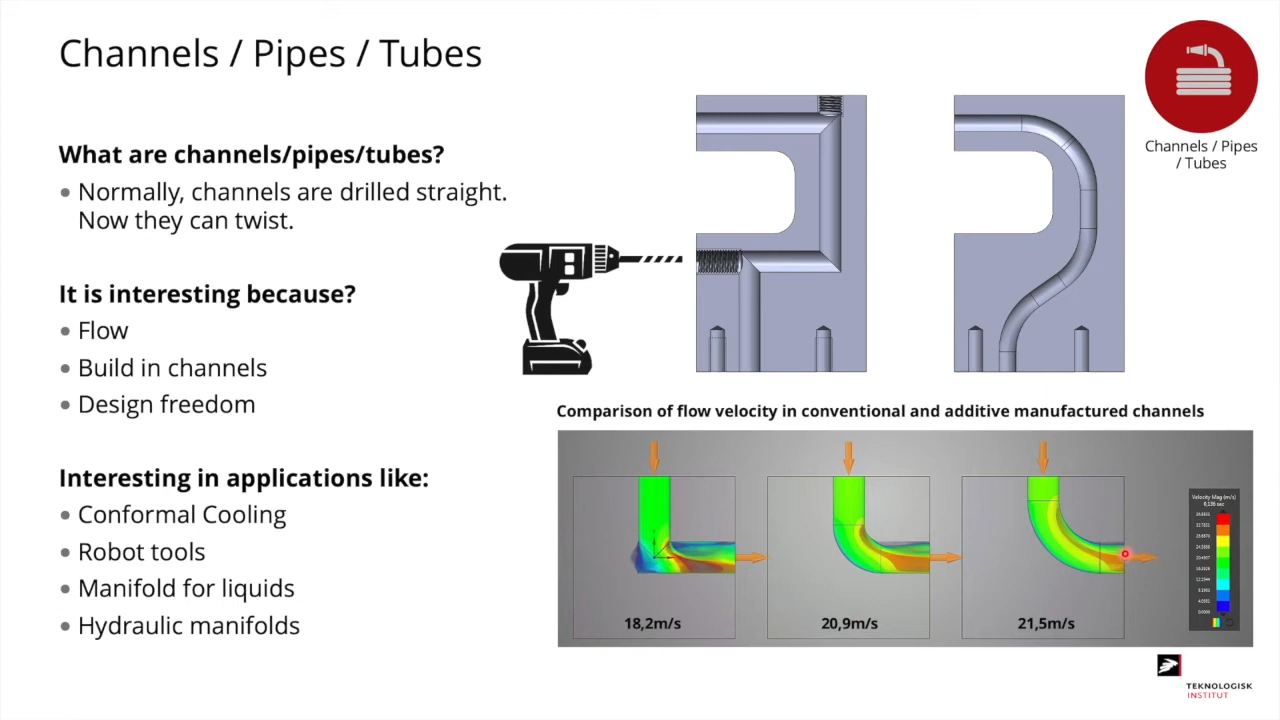 Channels / Pipes / Tubes
Channels / Pipes
/ Tubes
What are channels/pipes/tubes?
• Normally, channels are drilled straight.
Now they can twist.
It is interesting because?
• Flow
• Build in channels
• Design freedom
Interesting in applications like:
• Conformal Cooling
• Robot tools
• Manifold for liquids
• Hydraulic manifolds
Comparison of flow velocity in conventional and additive manufactured channels
18,2m/s
20,9m/s
21,5m/s
Velocity Mag (m/s)
TEKNOLOGISK
INSTITUT